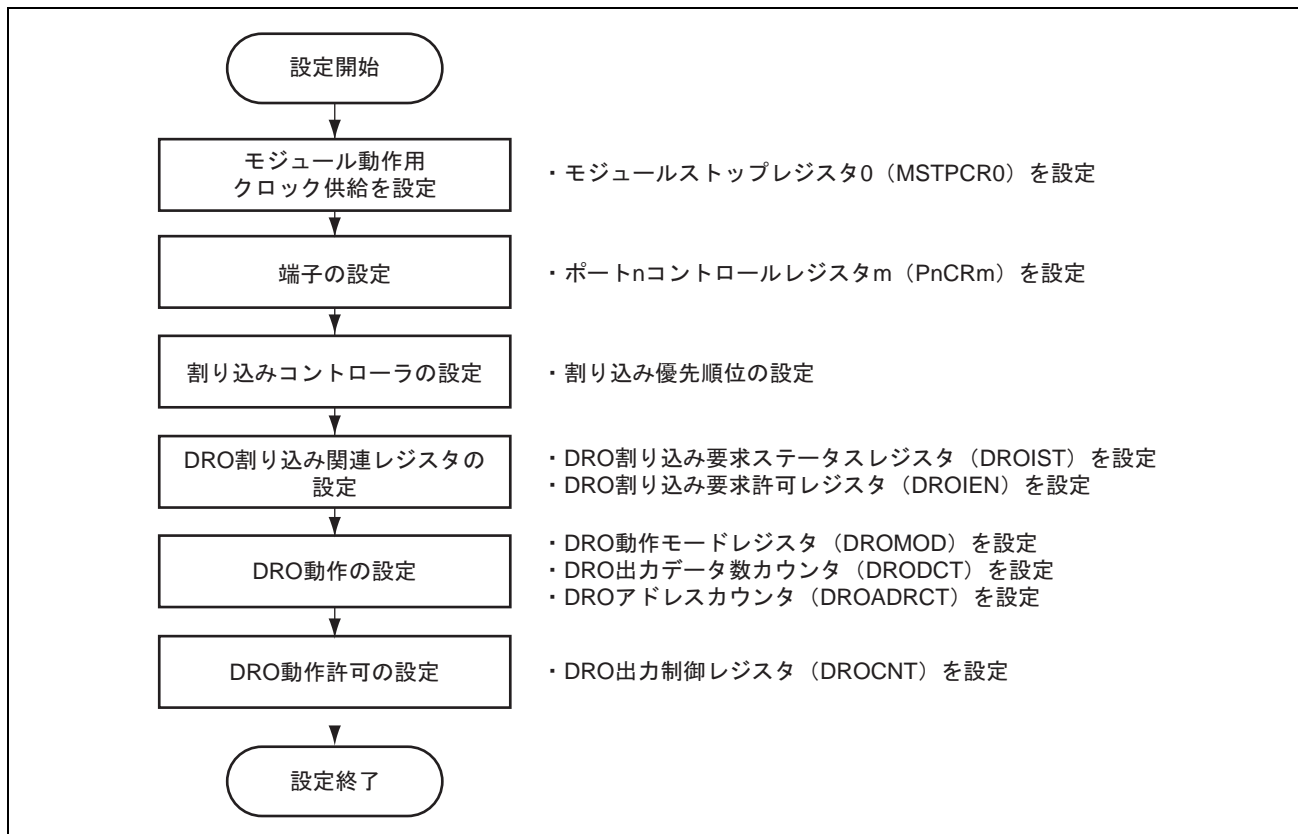 設定開始
モジュール動作用
クロック供給を設定
・モジュールストップレジスタ0（MSTPCR0）を設定
端子の設定
・ポートnコントロールレジスタm（PnCRm）を設定
割り込みコントローラの設定
・割り込み優先順位の設定
DRO割り込み関連レジスタの
設定
・DRO割り込み要求ステータスレジスタ（DROIST）を設定
・DRO割り込み要求許可レジスタ（DROIEN）を設定
DRO動作の設定
・DRO動作モードレジスタ（DROMOD）を設定
・DRO出力データ数カウンタ（DRODCT）を設定
・DROアドレスカウンタ（DROADRCT）を設定
DRO動作許可の設定
・DRO出力制御レジスタ（DROCNT）を設定
設定終了